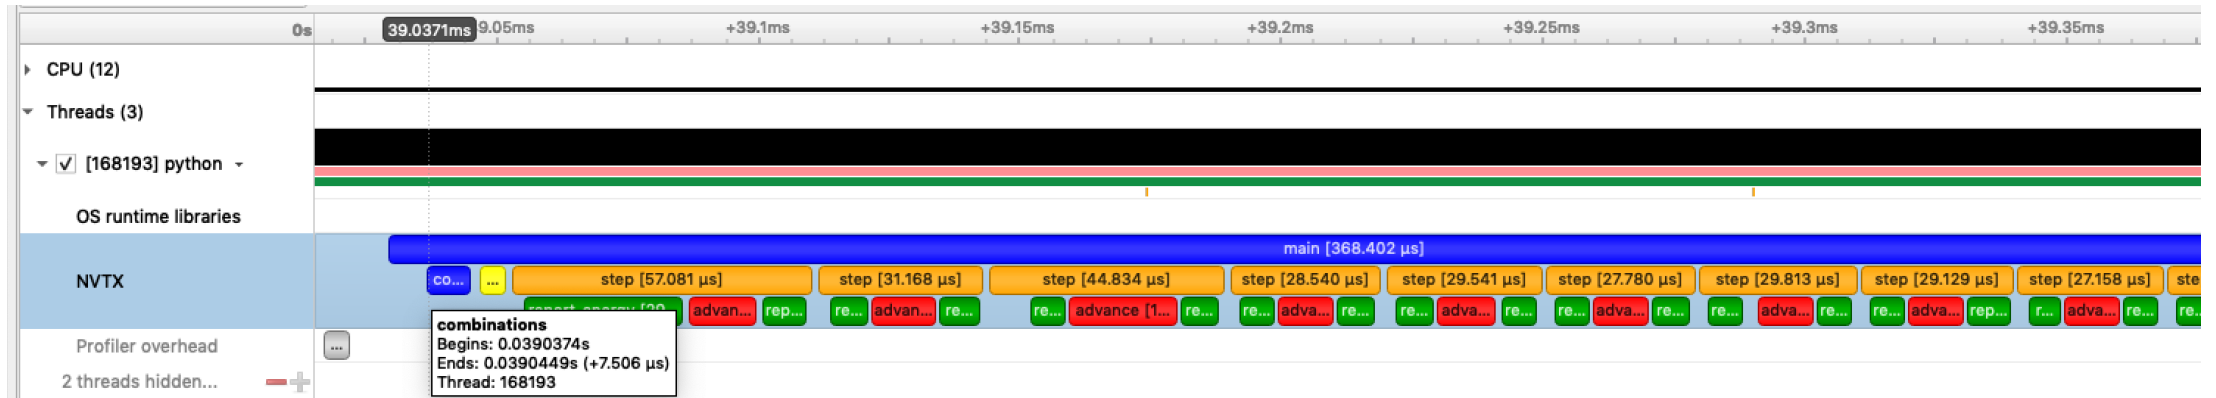 0s 39.0371ms 9.05ms +39.1ms +39.15ms +39.2ms +39.25ms +39.3ms +39.35ms
CPU (12)
Threads (3)
[168193] python
OS runtime libraries
main [368.402 µs]
NVTX
co... ... step [57.081 µs] step [31.168 µs] step [44.834 µs] step [28.540 µs] step [29.541 µs] step [27.780 µs] step [29.813 µs] step [29.129 µs] step [27.158 µs] ste
report_energy [20 advan... rep... re... advan... re... re... advance [1... re... re... adva... re... re... adva... re... re... adva... re... re... adva... re... re... adva... rep... r... adva... re... re..
combinations
Begins: 0.0390374s
Ends: 0.0390449s (+7.506 µs)
Thread: 168193
Profiler overhead ...
2 threads hidden...